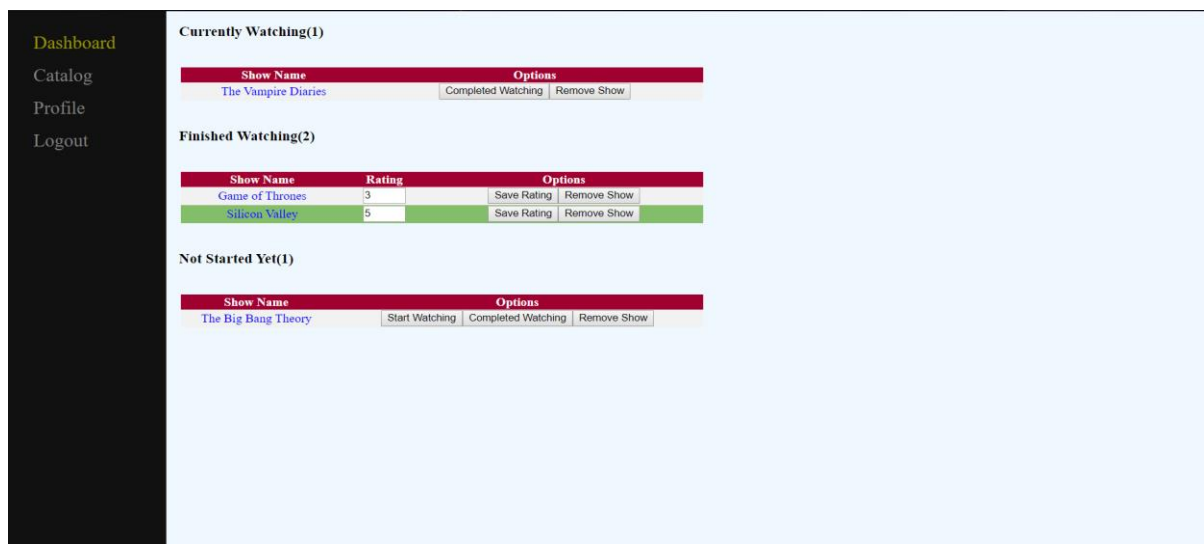 Dashboard
Catalog
Profile
Logout
Currently Watching(1)
Show Name Options
The Vampire Diaries Completed Watching Remove Show
Finished Watching(2)
Show Name Rating Options
Game of Thrones 3 Save Rating Remove Show
Silicon Valley 5 Save Rating Remove Show
Not Started Yet(1)
Show Name Options
The Big Bang Theory Start Watching Completed Watching Remove Show